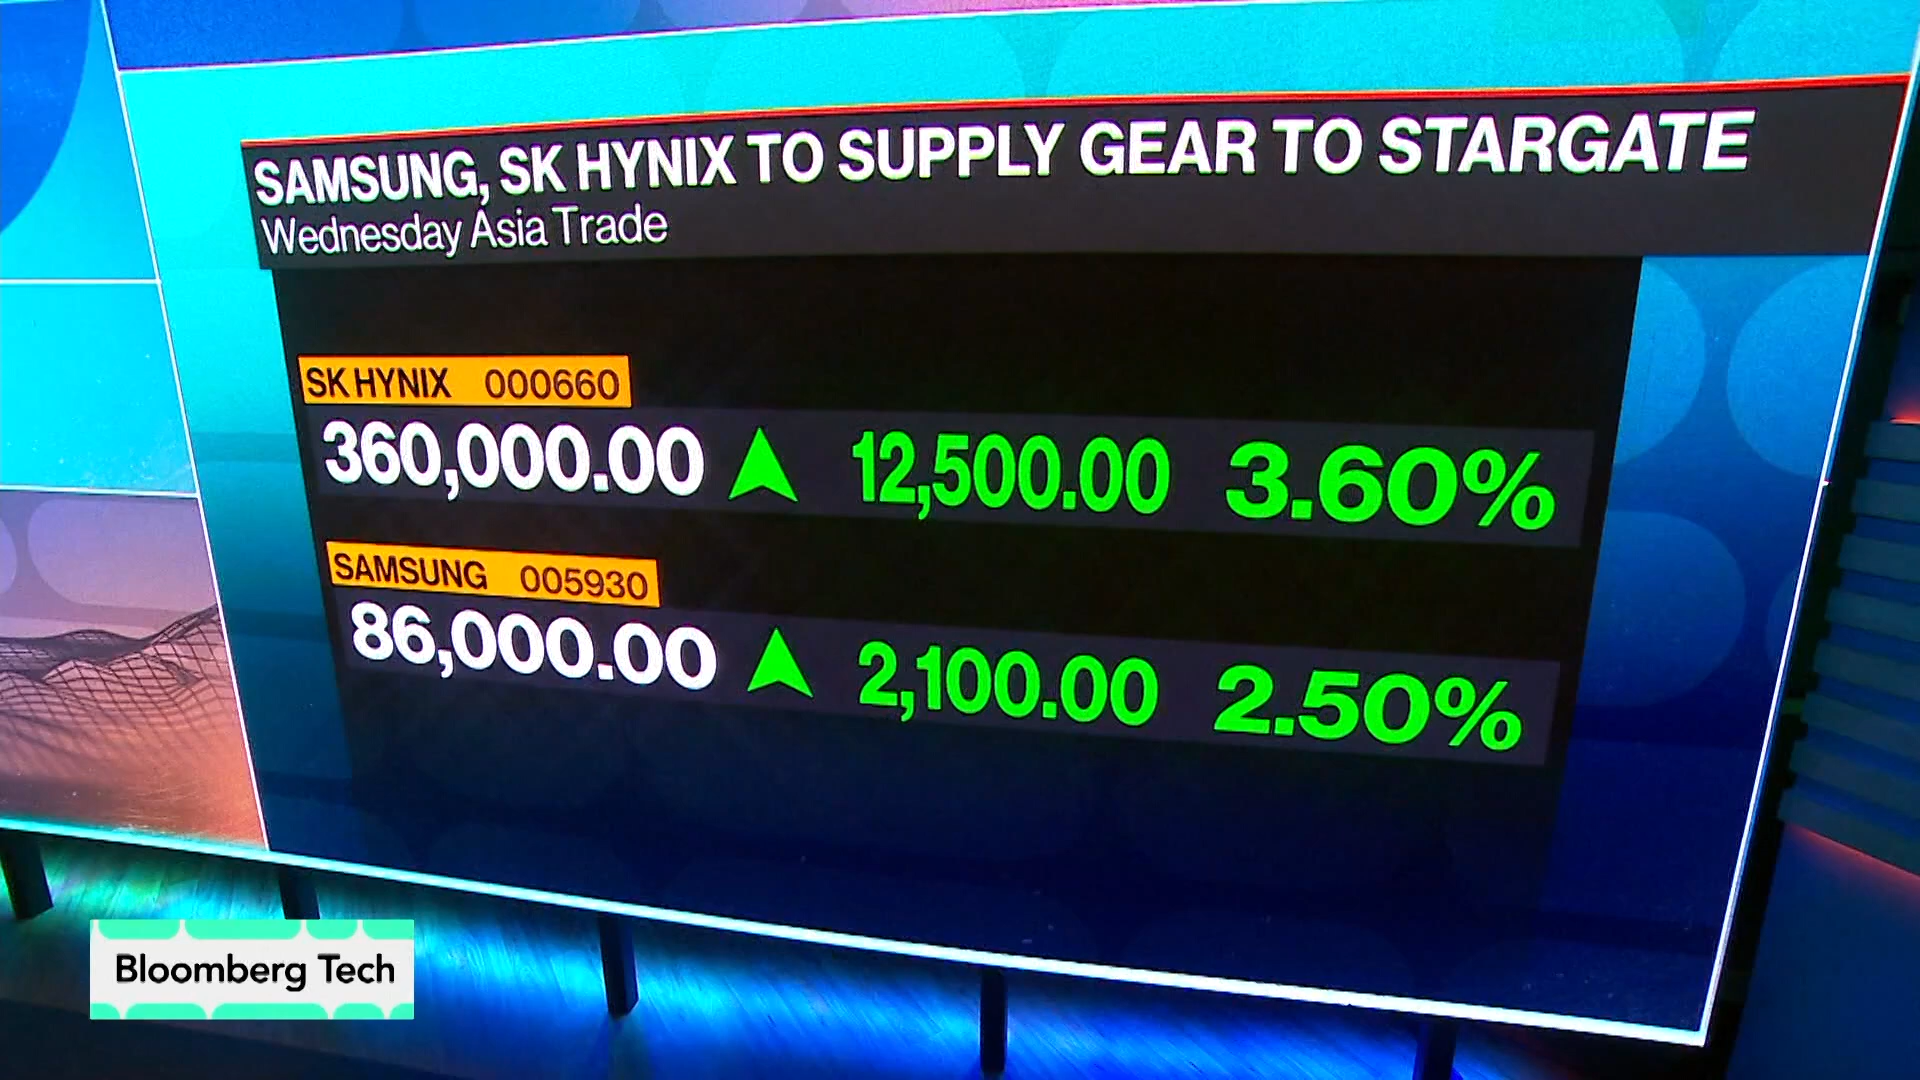 SAMSUNG, SK HYNIX TO SUPPLY GEAR TO STARGATE
Wednesday Asia Trade
SK HYNIX 000660
360,000.00 ▲ 12,500.00 3.60%
SAMSUNG 005930
86,000.00 ▲ 2,100.00 2.50%
Bloomberg Tech